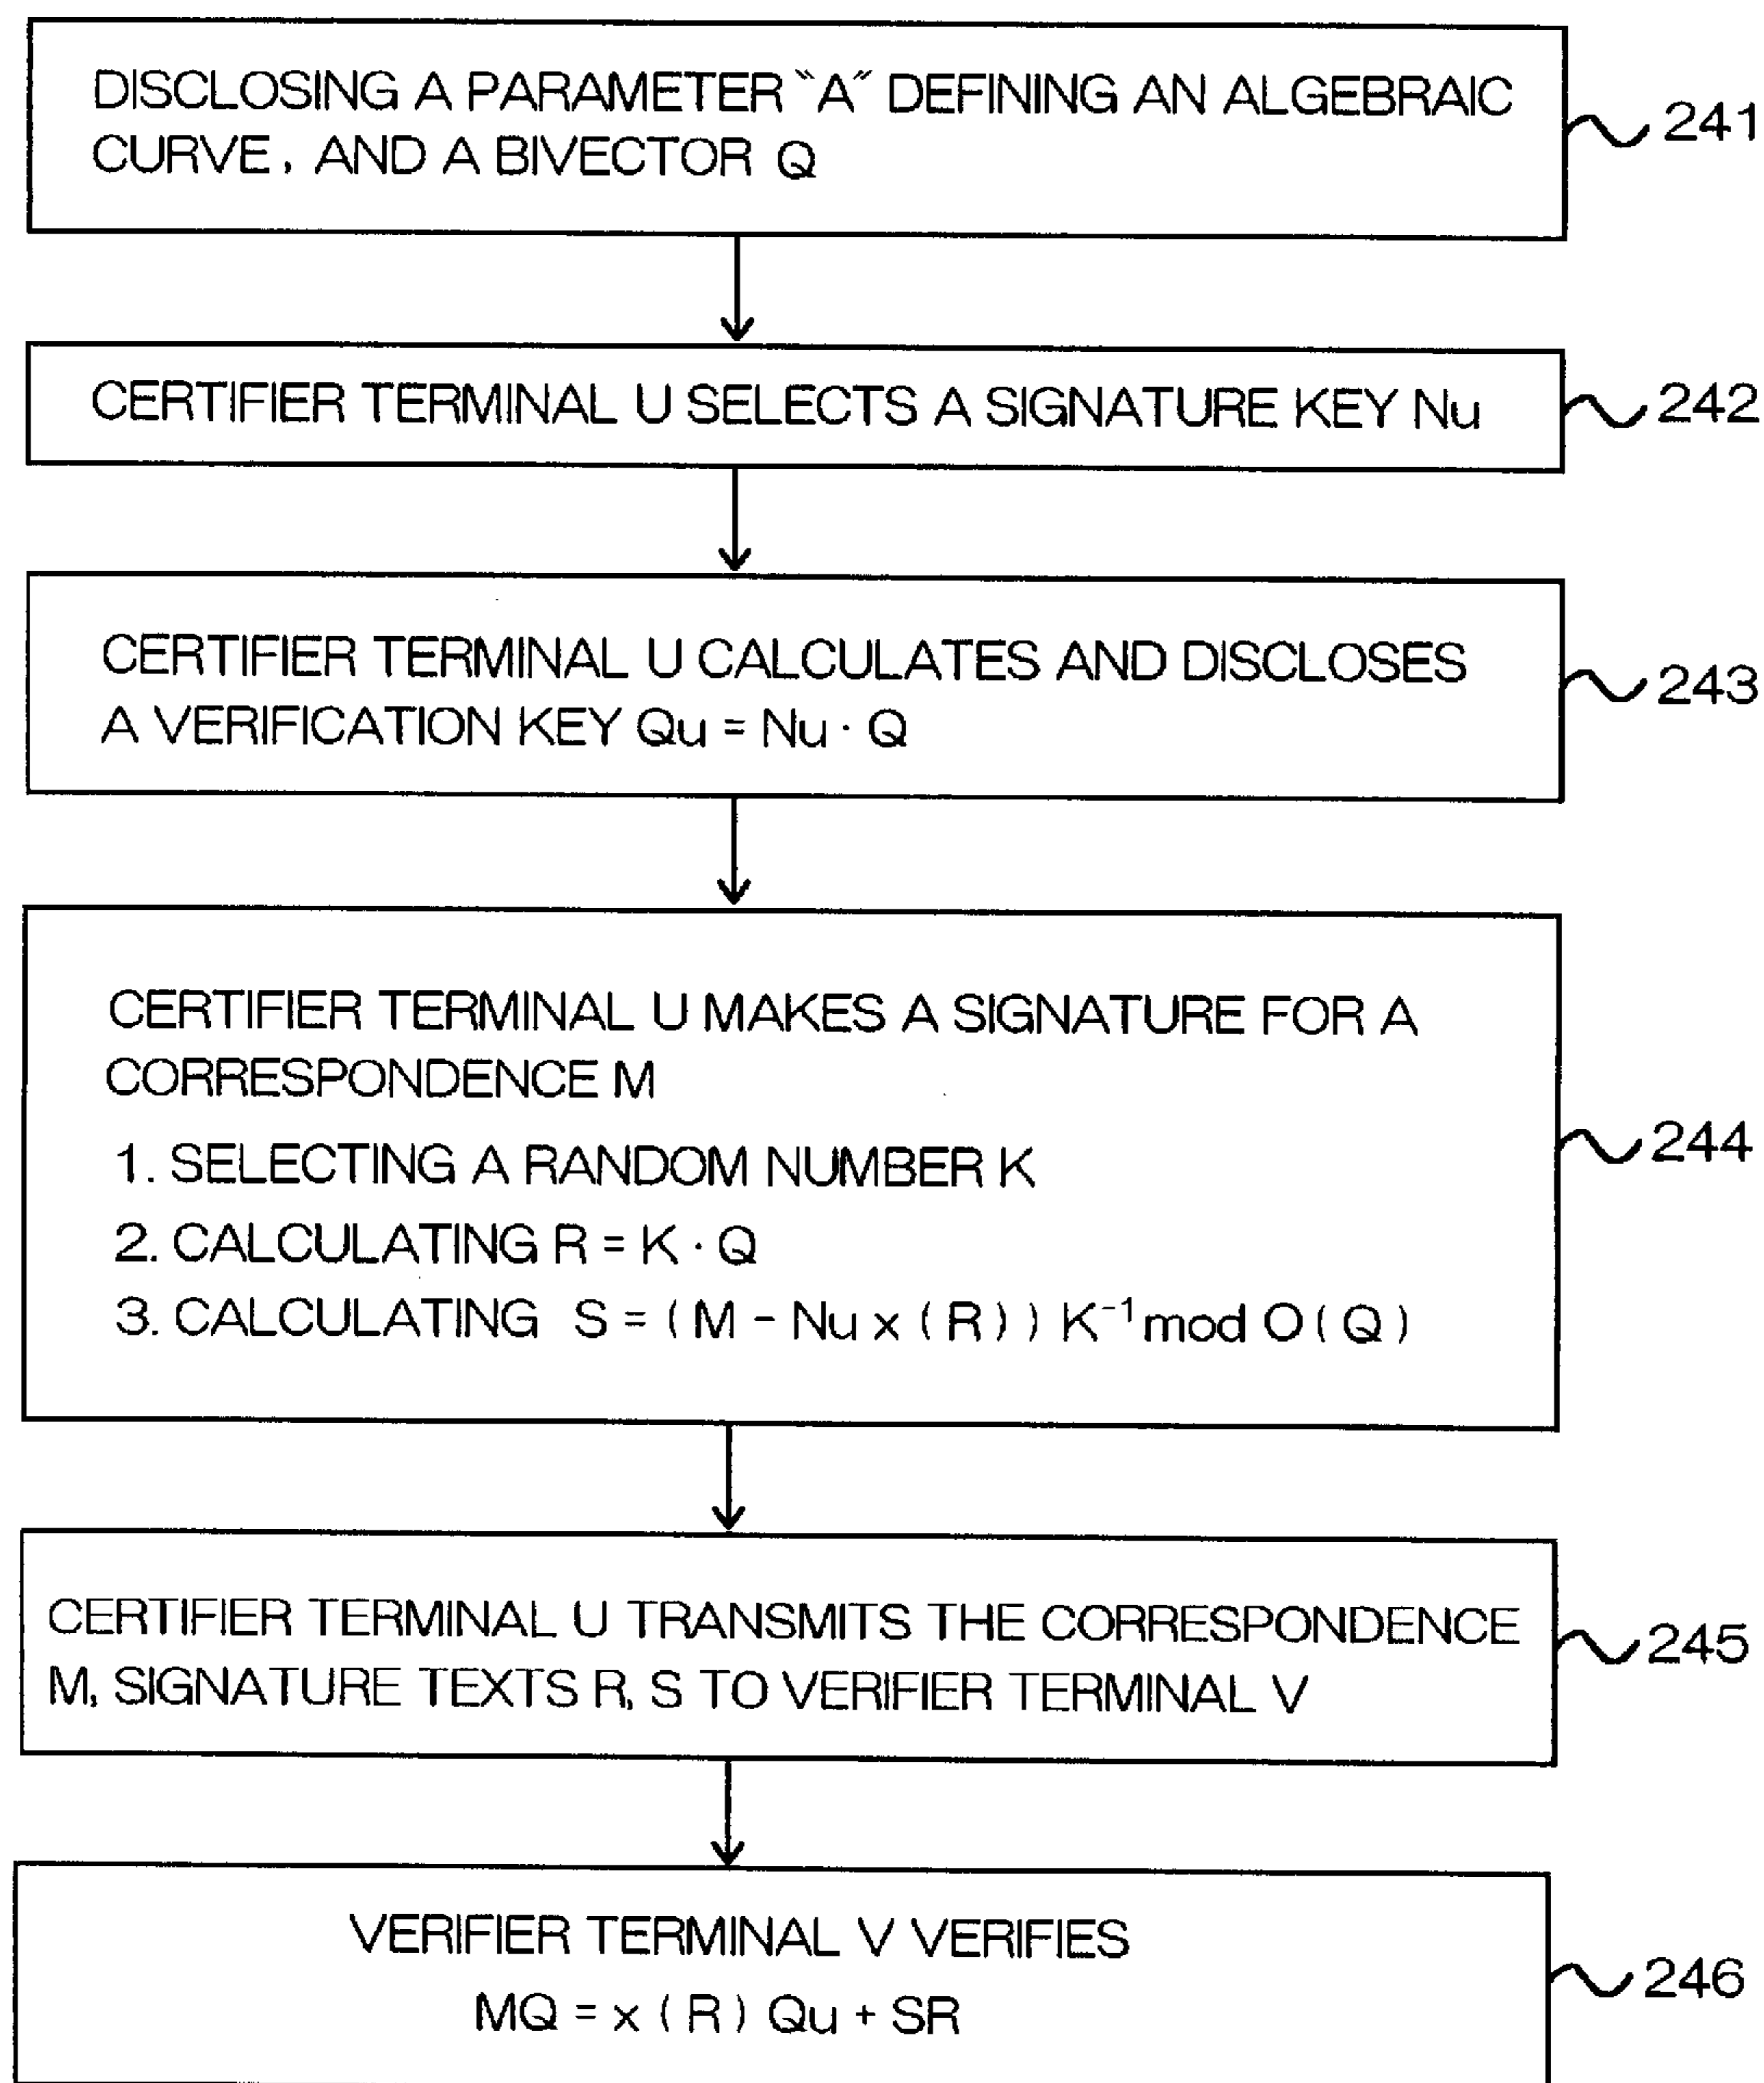 DISCLOSING A PARAMETER "A" DEFINING AN ALGEBRAIC
CURVE, AND A BIVECTOR Q
241
CERTIFIER TERMINAL U SELECTS A SIGNATURE KEY Nu
242
CERTIFIER TERMINAL U CALCULATES AND DISCLOSES
A VERIFICATION KEY Qu = Nu · Q
243
CERTIFIER TERMINAL U MAKES A SIGNATURE FOR A
CORRESPONDENCE M
1. SELECTING A RANDOM NUMBER K
2. CALCULATING R = K · Q
3. CALCULATING S = ( M - Nu x ( R ) ) K⁻¹ mod O ( Q )
244
CERTIFIER TERMINAL U TRANSMITS THE CORRESPONDENCE
M, SIGNATURE TEXTS R, S TO VERIFIER TERMINAL V
245
VERIFIER TERMINAL V VERIFIES
MQ = x ( R ) Qu + SR
246